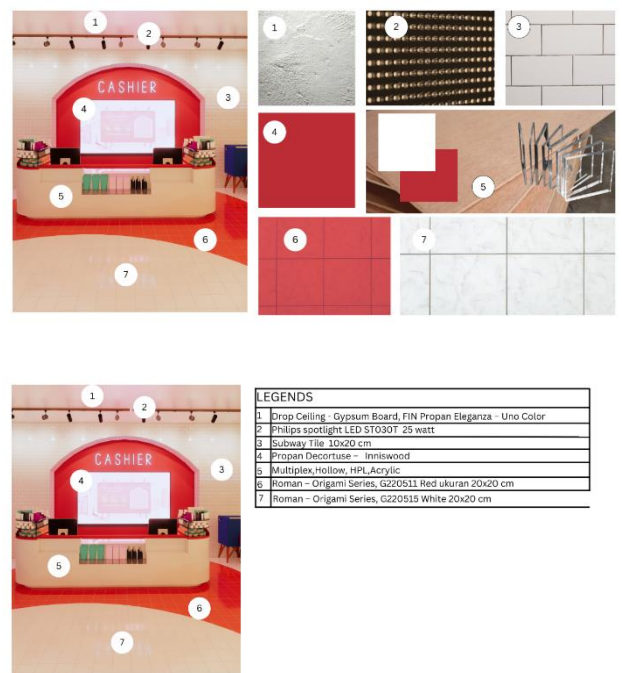 1
2
CASHIER
3
4
5
6
7
1
2
3
4
5
6
7
1
2
CASHIER
3
4
5
6
7
LEGENDS
1 Drop Ceiling - Gypsum Board, FIN Propan Eleganza – Uno Color
2 Philips spotlight LED ST030T 25 watt
3 Subway Tile 10x20 cm
4 Propan Decortuse – Inniswood
5 Multiplex,Hollow, HPL,Acrylic
6 Roman – Origami Series, G220511 Red ukuran 20x20 cm
7 Roman – Origami Series, G220515 White 20x20 cm